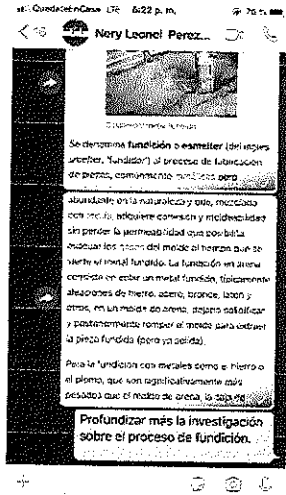 QuedateEnCasa LTE 6:22 p. m. 76 %
Nery Leonel Perez...
Se denomina fundición o esmelter (del inglés
smelter, 'fundidor') al proceso de fabricación
de piezas, comúnmente metálicas pero
abundante en la naturaleza y que, mezclada
con arcilla, adquiere cohesión y moldeabilidad
sin perder la permeabilidad que posibilita
evacuar los gases del molde al tiempo que se
vierte el metal fundido. La fundición en arena
consiste en colar un metal fundido, típicamente
aleaciones de hierro, acero, bronce, latón y
otros, en un molde de arena, dejarlo solidificar
y posteriormente romper el molde para extraer
la pieza fundida (pero ya sólida).
Para la fundición con metales como el hierro o
el plomo, que son significativamente más
pesados que el molde de arena, la caja de
Profundizar más la investigación
sobre el proceso de fundición.